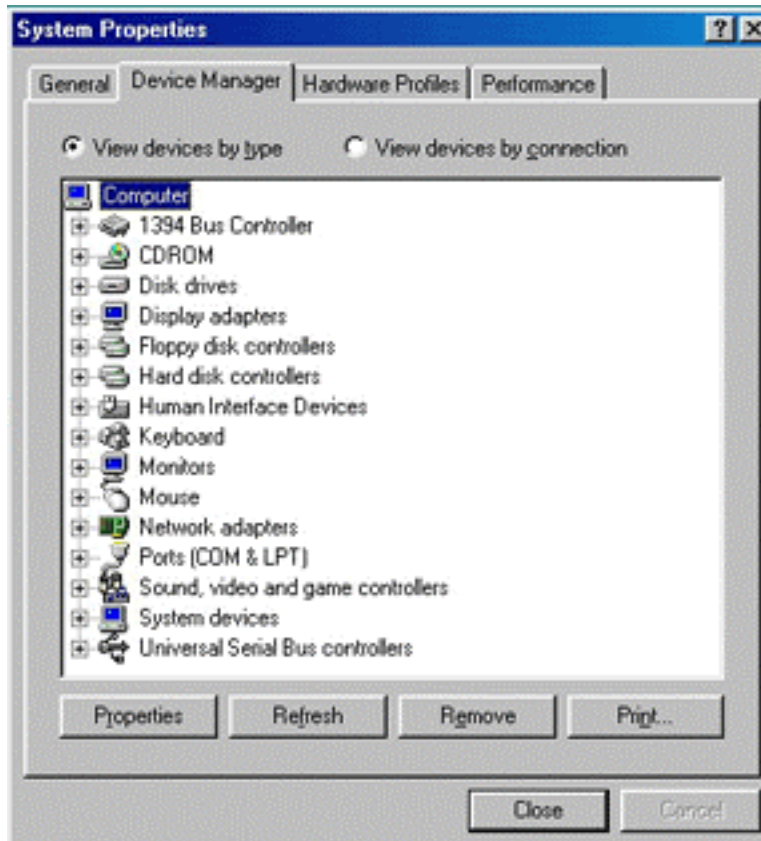 System Properties
General Device Manager Hardware Profiles Performance
View devices by type View devices by connection
Computer
1394 Bus Controller
CDROM
Disk drives
Display adapters
Floppy disk controllers
Hard disk controllers
Human Interface Devices
Keyboard
Monitors
Mouse
Network adapters
Ports (COM & LPT)
Sound, video and game controllers
System devices
Universal Serial Bus controllers
Properties Refresh Remove Print...
Close Cancel